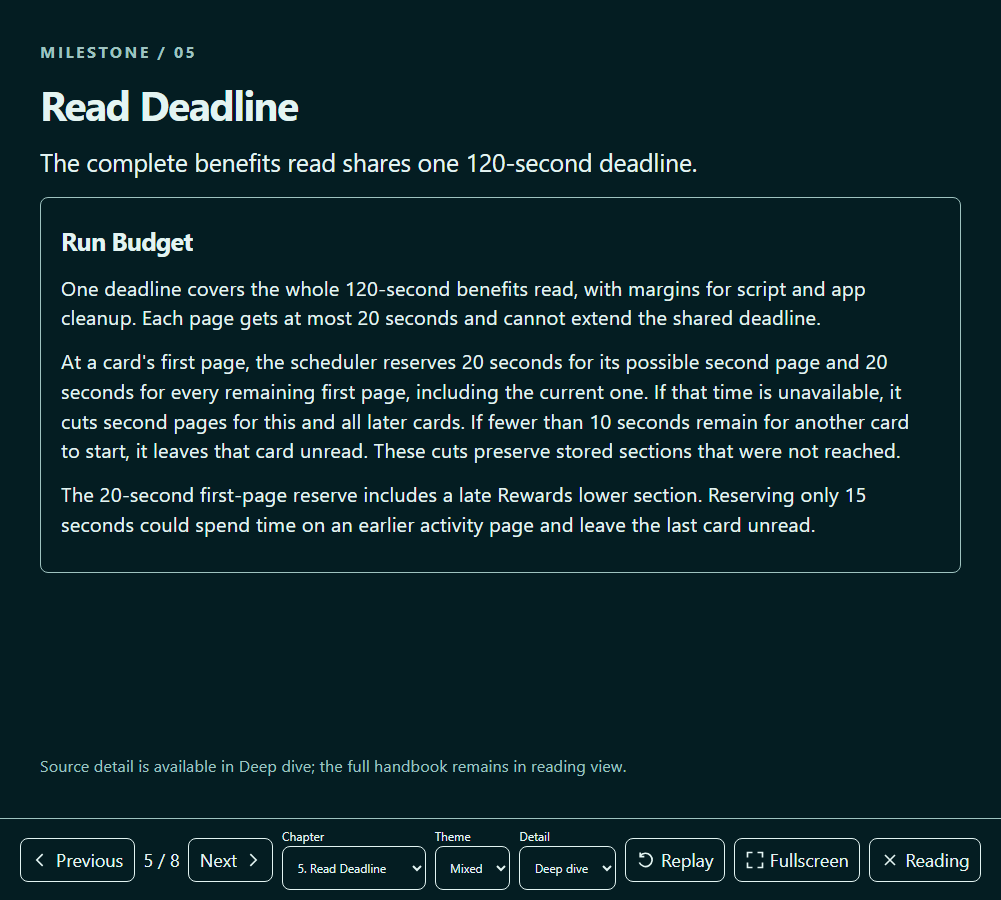 MILESTONE / 05
Read Deadline
The complete benefits read shares one 120-second deadline.
Run Budget
One deadline covers the whole 120-second benefits read, with margins for script and app
cleanup. Each page gets at most 20 seconds and cannot extend the shared deadline.
At a card's first page, the scheduler reserves 20 seconds for its possible second page and 20
seconds for every remaining first page, including the current one. If that time is unavailable, it
cuts second pages for this and all later cards. If fewer than 10 seconds remain for another card
to start, it leaves that card unread. These cuts preserve stored sections that were not reached.
The 20-second first-page reserve includes a late Rewards lower section. Reserving only 15
seconds could spend time on an earlier activity page and leave the last card unread.
Source detail is available in Deep dive; the full handbook remains in reading view.
Chapter Theme Detail
Previous 5 / 8 Next 5. Read Deadline Mixed Deep dive Replay Fullscreen Reading